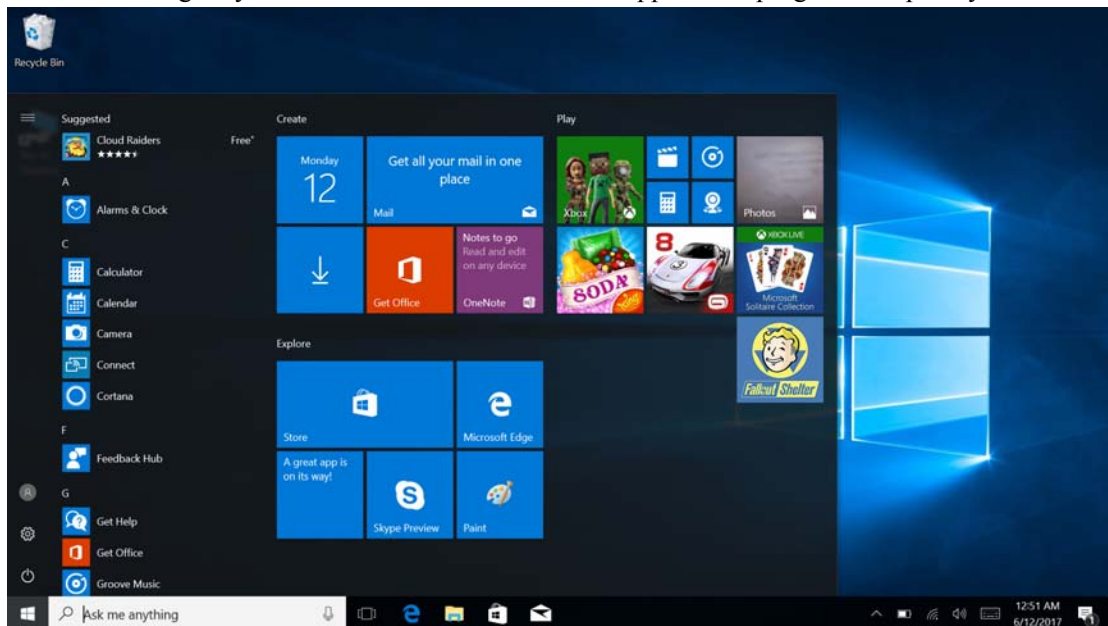 Recycle Bin
Suggested
Cloud Raiders
Free*
A
Alarms & Clock
C
Calculator
Calendar
Camera
Connect
Cortana
F
Feedback Hub
G
Get Help
Get Office
Groove Music
Create
Monday
12
Get all your mail in one
place
Mail
Get Office
Notes to go
Read and edit
on any device
OneNote
Explore
Store
Microsoft Edge
A great app is
on its way!
Skype Preview
Paint
Play
Xbox
Photos
SODA
King
8
XBOX LIVE
Microsoft
Solitaire Collection
Fallout Shelter
Ask me anything
12:51 AM
6/12/2017